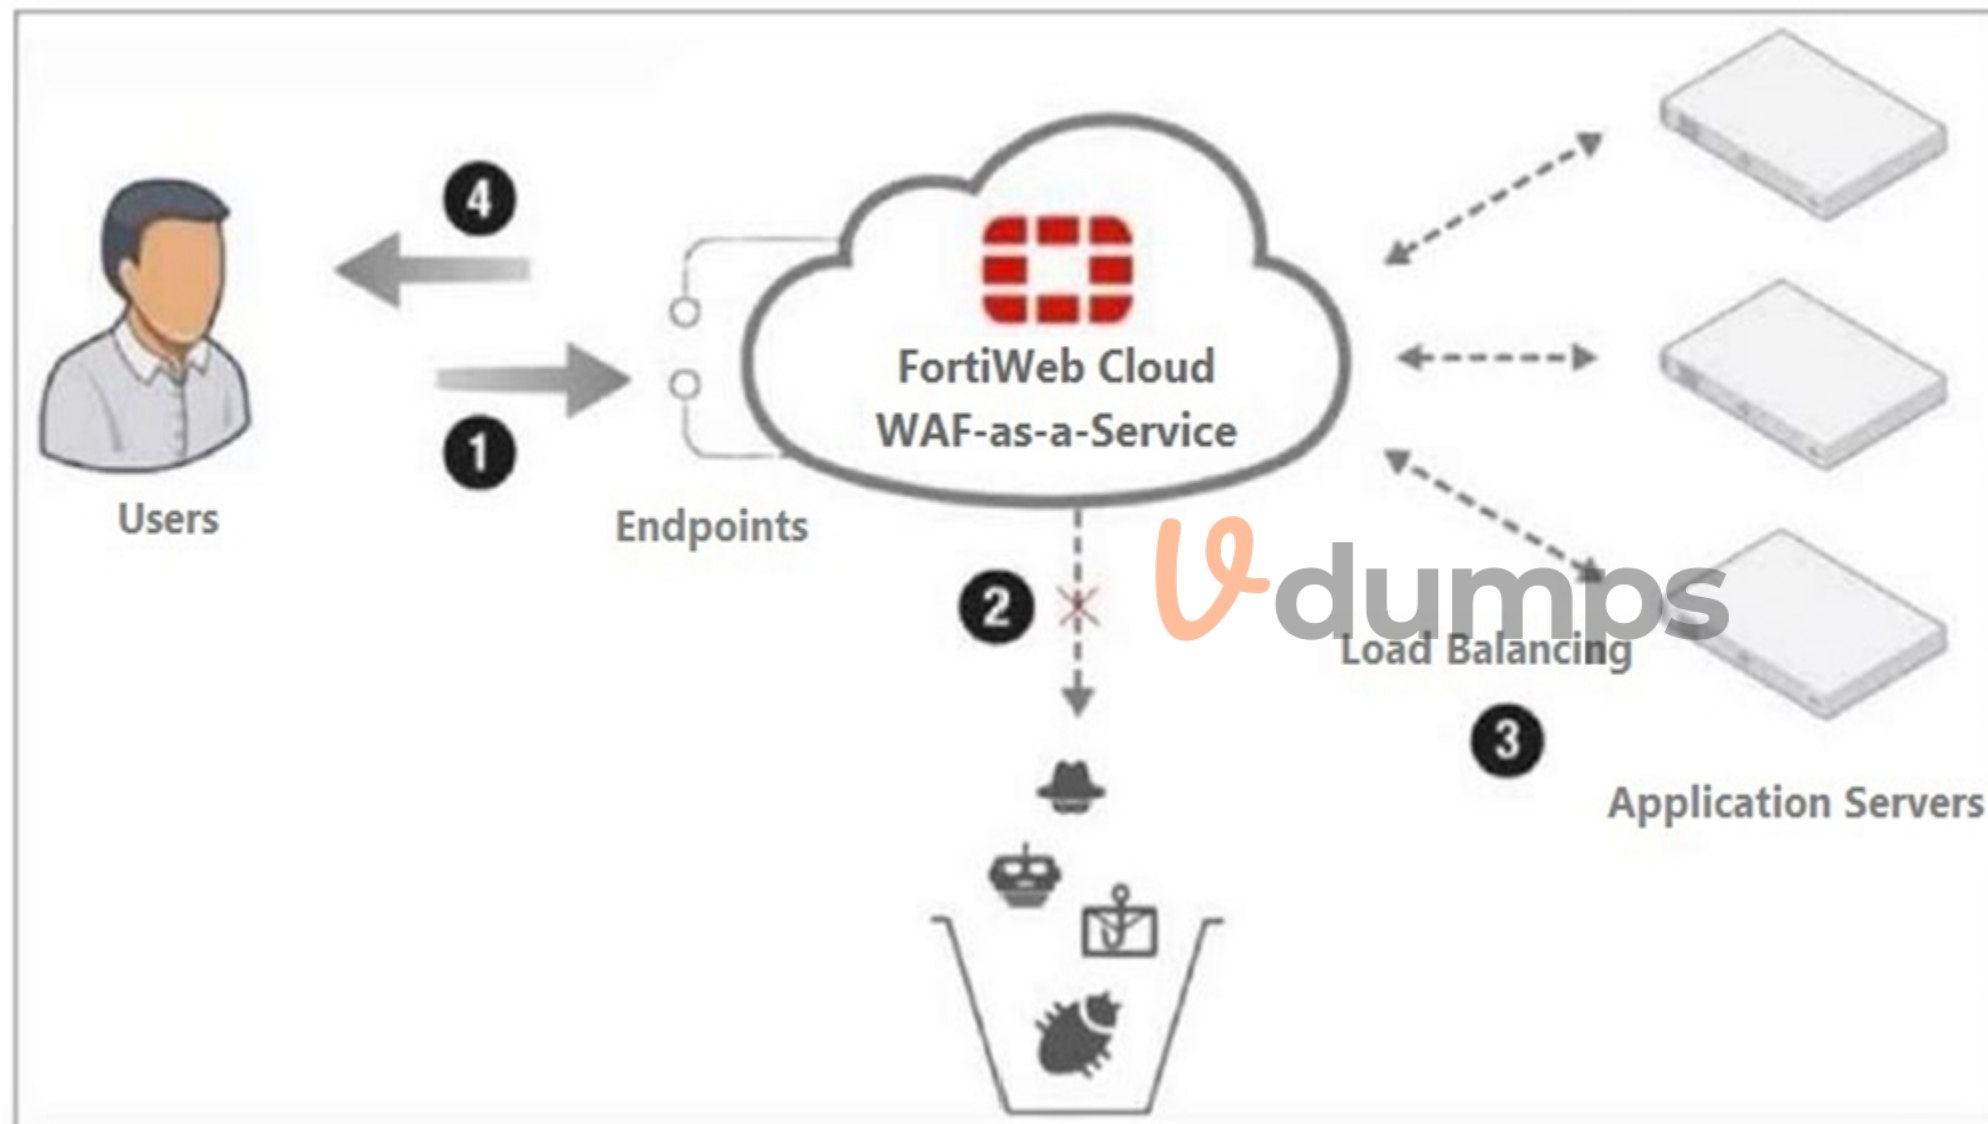 4
FortiWeb Cloud
WAF-as-a-Service
1
Users
Endpoints
2
Vdumps
Load Balancing
3
Application Servers